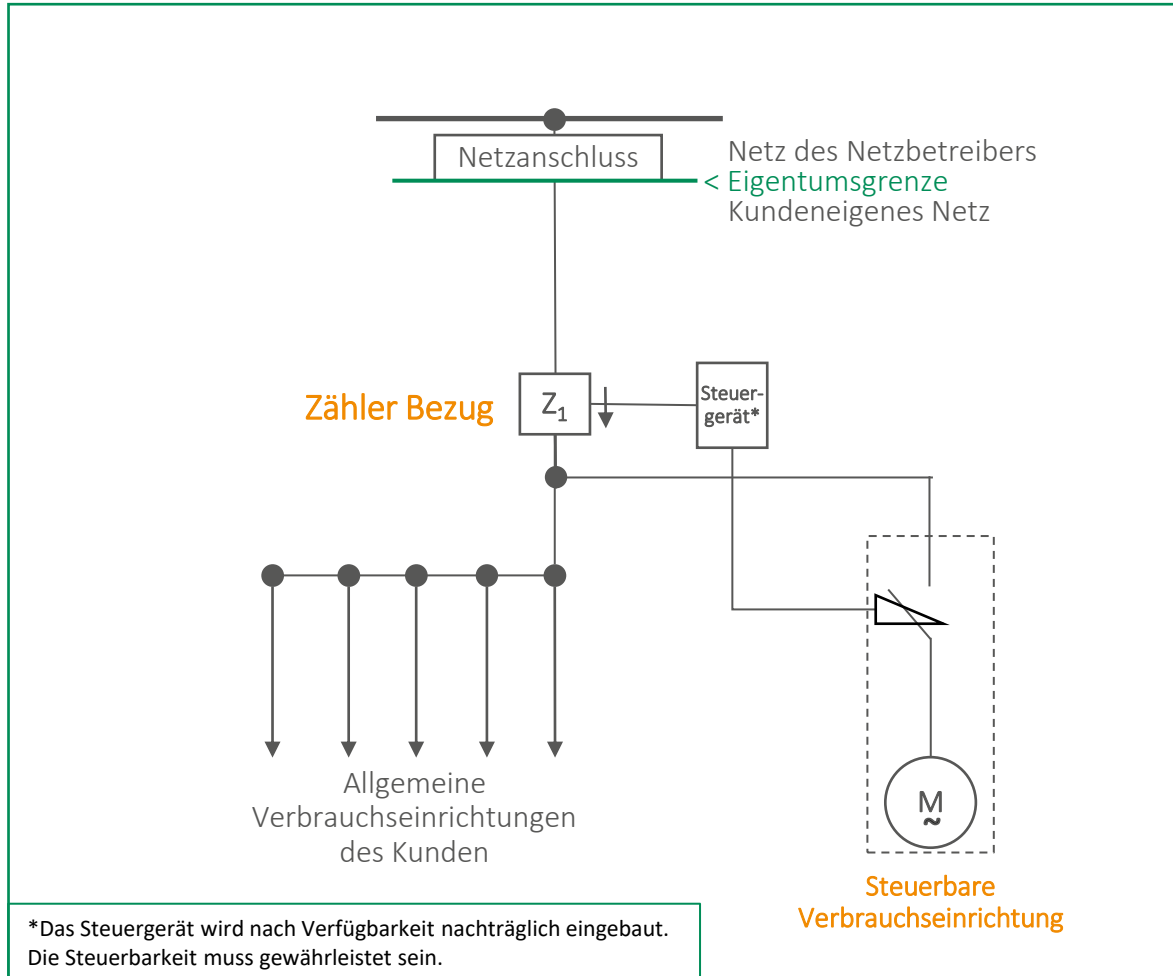 Netzanschluss
Netz des Netzbetreibers
< Eigentumsgrenze
Kundeneigenes Netz
Zähler Bezug
Z₁
Steuer-
gerät*
Allgemeine
Verbrauchseinrichtungen
des Kunden
M
~
Steuerbare
Verbrauchseinrichtung
*Das Steuergerät wird nach Verfügbarkeit nachträglich eingebaut.
Die Steuerbarkeit muss gewährleistet sein.